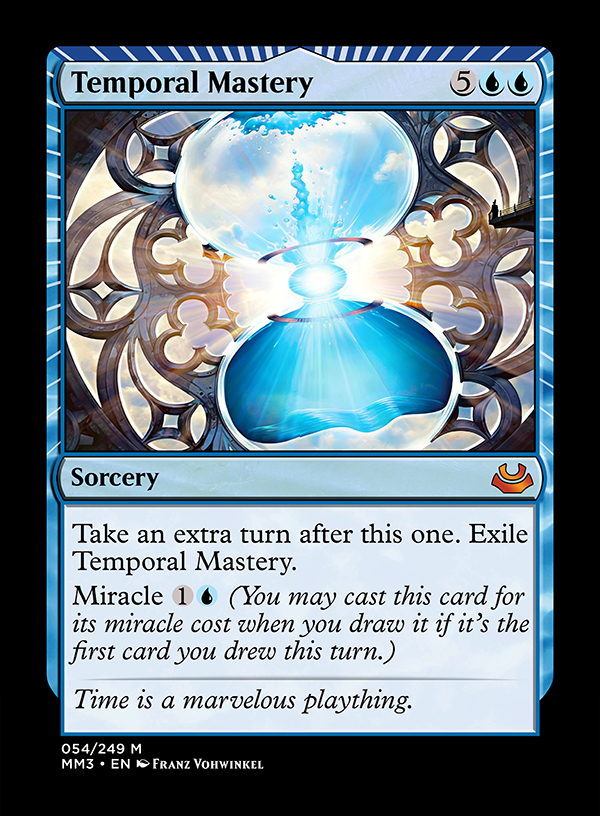 Temporal Mastery 5
Sorcery
Take an extra turn after this one. Exile
Temporal Mastery.
Miracle 1 (You may cast this card for
its miracle cost when you draw it if it's the
first card you drew this turn.)
Time is a marvelous plaything.
054/249 M
MM3 • EN Franz Vohwinkel